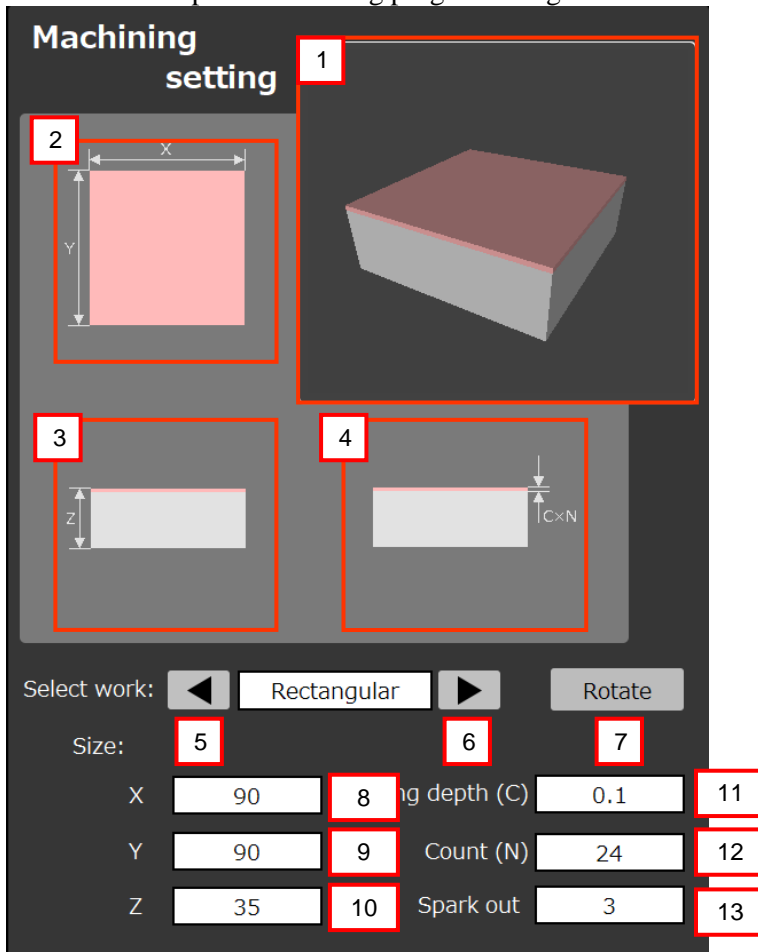 Machining
setting
1
2
X
Y
3
4
Z
C×N
Select work: ◀ Rectangular ▶ Rotate
Size: 5 6 7
X 90 8 depth (C) 0.1 11
Y 90 9 Count (N) 24 12
Z 35 10 Spark out 3 13